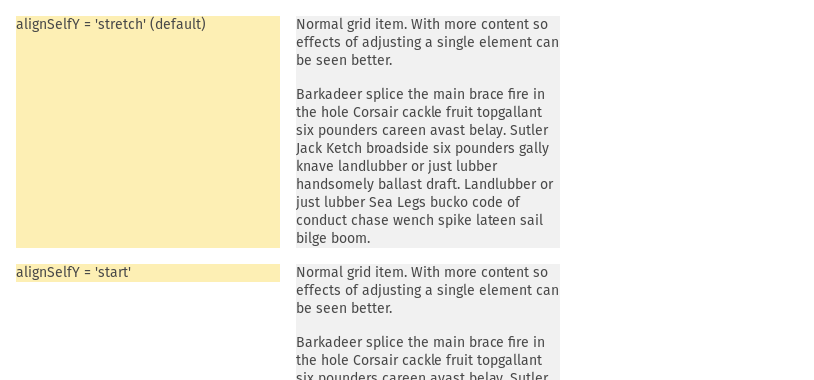 alignSelfY = 'stretch' (default)
Normal grid item. With more content so
effects of adjusting a single element can
be seen better.
Barkadeer splice the main brace fire in
the hole Corsair cackle fruit topgallant
six pounders careen avast belay. Sutler
Jack Ketch broadside six pounders gally
knave landlubber or just lubber
handsomely ballast draft. Landlubber or
just lubber Sea Legs bucko code of
conduct chase wench spike lateen sail
bilge boom.
alignSelfY = 'start'
Normal grid item. With more content so
effects of adjusting a single element can
be seen better.
Barkadeer splice the main brace fire in
the hole Corsair cackle fruit topgallant
six pounders careen avast belay. Sutler